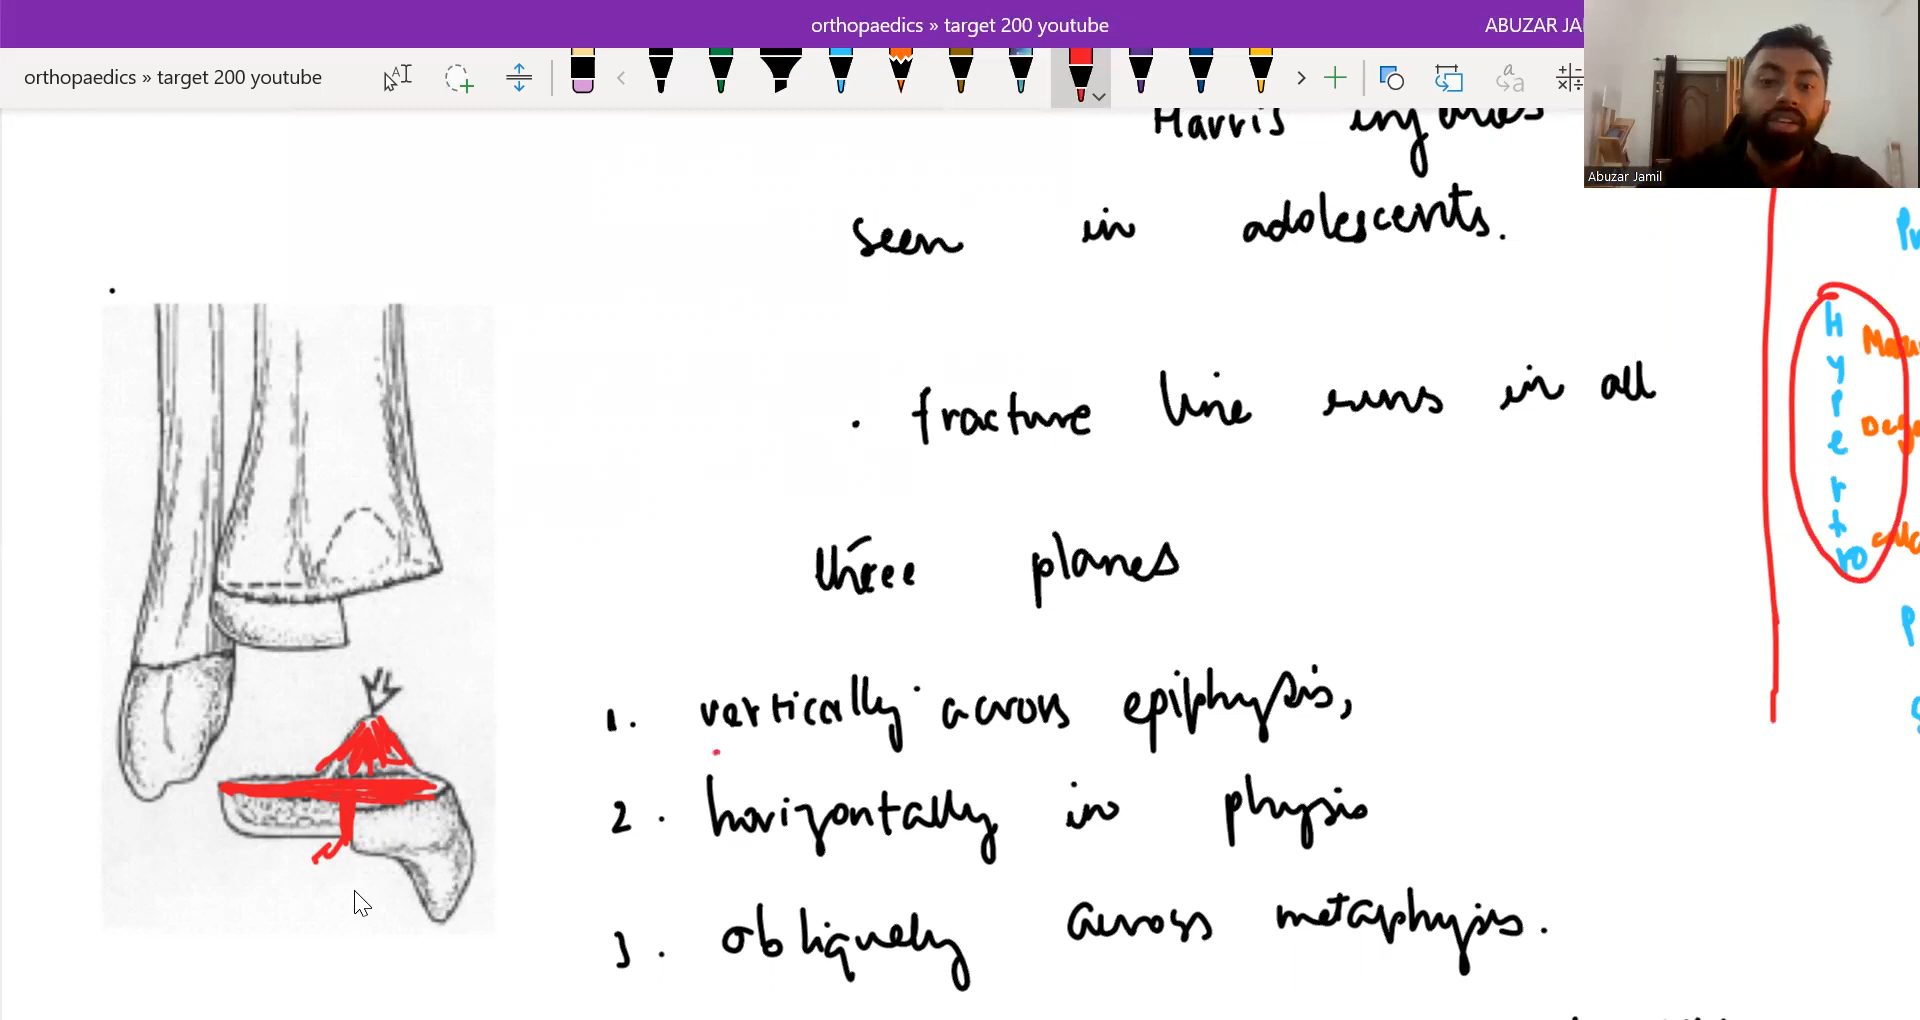 orthopaedics » target 200 youtube
ABUZAR JA
orthopaedics » target 200 youtube
Abuzar Jamil
Harris injuries
seen in adolescents.
. fracture line runs in all
three planes
1. vertically across epiphysis,
2. horizontally in physis
3. obliquely across metaphysis.
Hypertro